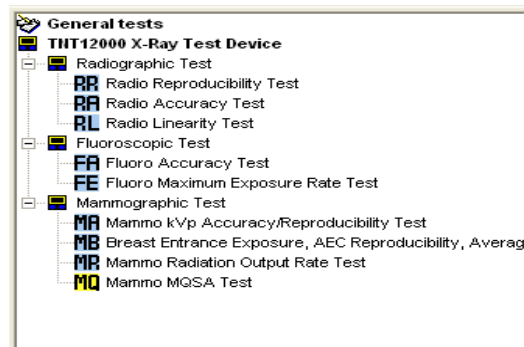 General tests
TNT12000 X-Ray Test Device
Radiographic Test
RR Radio Reproducibility Test
RA Radio Accuracy Test
RL Radio Linearity Test
Fluoroscopic Test
FA Fluoro Accuracy Test
FE Fluoro Maximum Exposure Rate Test
Mammographic Test
MA Mammo kVp Accuracy/Reproducibility Test
MB Breast Entrance Exposure, AEC Reproducibility, Averag
MR Mammo Radiation Output Rate Test
MQ Mammo MQSA Test